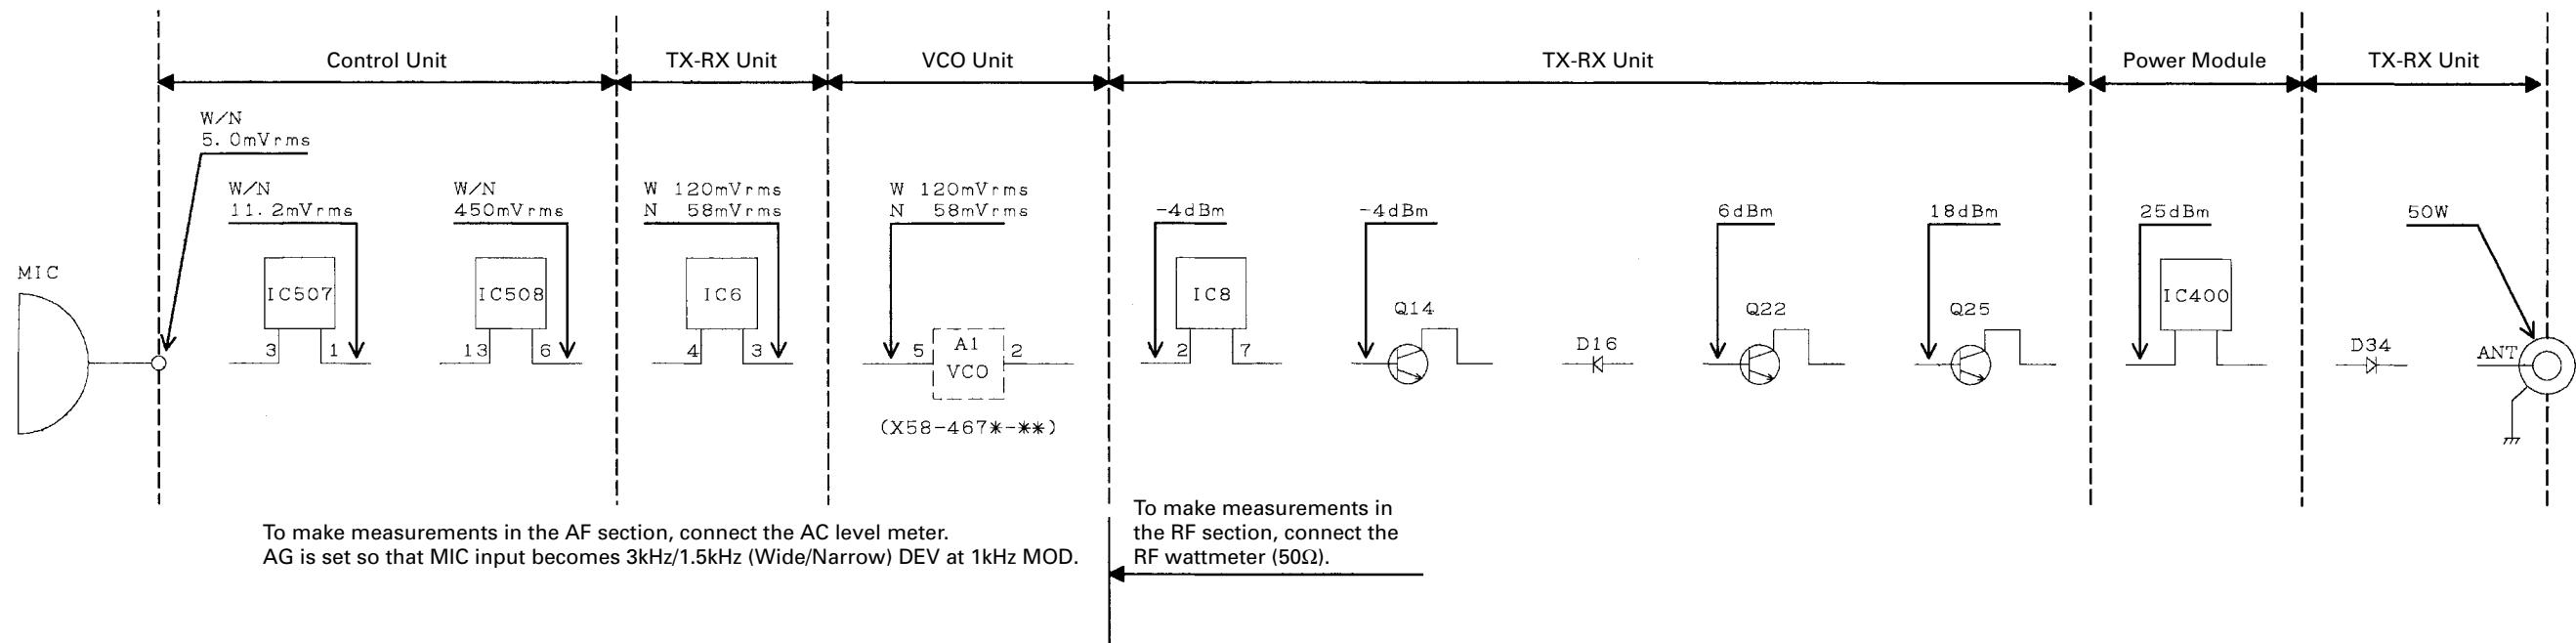 Control Unit
TX-RX Unit
VCO Unit
TX-RX Unit
Power Module
TX-RX Unit
W/N
5.0mVrms
W/N
11.2mVrms
W/N
450mVrms
W 120mVrms
N 58mVrms
W 120mVrms
N 58mVrms
-4dBm
-4dBm
6dBm
18dBm
25dBm
50W
MIC
IC507
3 1
IC508
13 6
IC6
4 3
5 A1 2
VCO
(X58-467*-**)
IC8
2 7
Q14
D16
Q22
Q25
IC400
D34
ANT
To make measurements in the AF section, connect the AC level meter.
AG is set so that MIC input becomes 3kHz/1.5kHz (Wide/Narrow) DEV at 1kHz MOD.
To make measurements in
the RF section, connect the
RF wattmeter (50Ω).